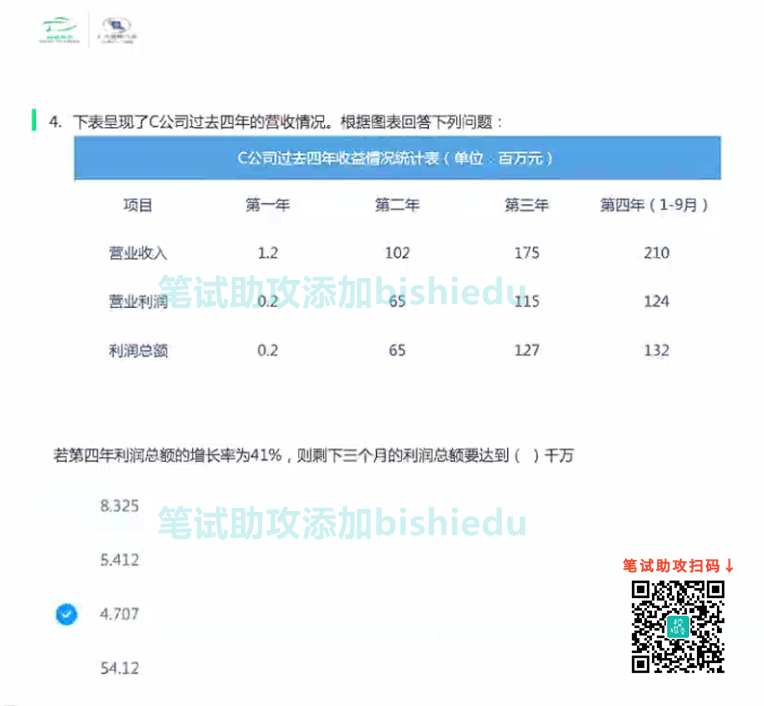 4. 下表呈现了C公司过去四年的营收情况。根据图表回答下列问题：
C公司过去四年收益情况统计表（单位：百万元）
项目 第一年 第二年 第三年 第四年（1-9月）
营业收入 1.2 102 175 210
笔试助攻添加bishiedu
营业利润 0.2 65 115 124
利润总额 0.2 65 127 132
若第四年利润总额的增长率为41%，则剩下三个月的利润总额要达到（ ）千万
8.325
笔试助攻添加bishiedu
5.412
笔试助攻扫码↓
4.707
54.12